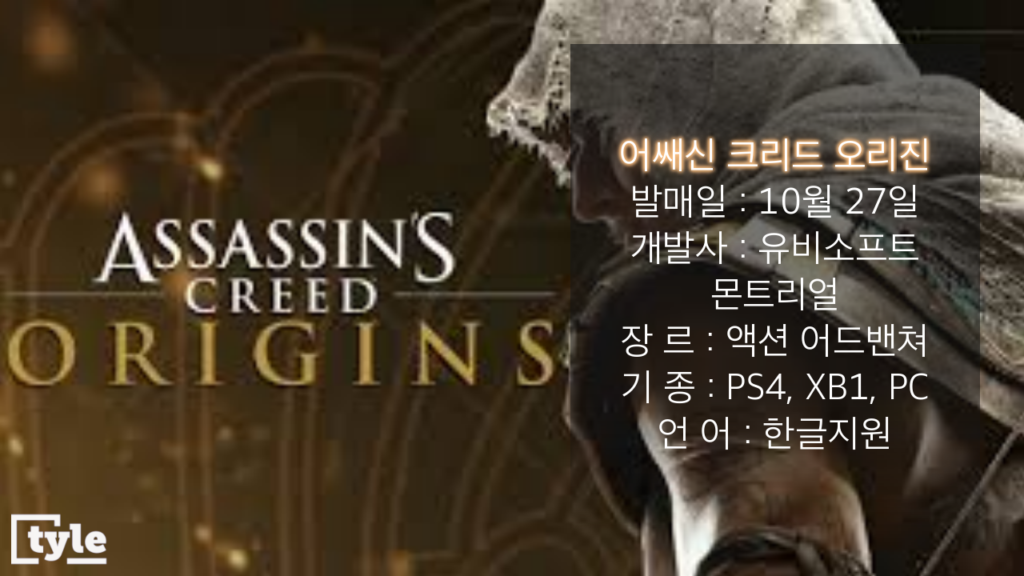 ASSASSIN'S
CREED
ORIGINS
어쌔신 크리드 오리진
발매일 : 10월 27일
개발사 : 유비소프트
몬트리얼
장 르 : 액션 어드밴쳐
기 종 : PS4, XB1, PC
언 어 : 한글지원
tyle